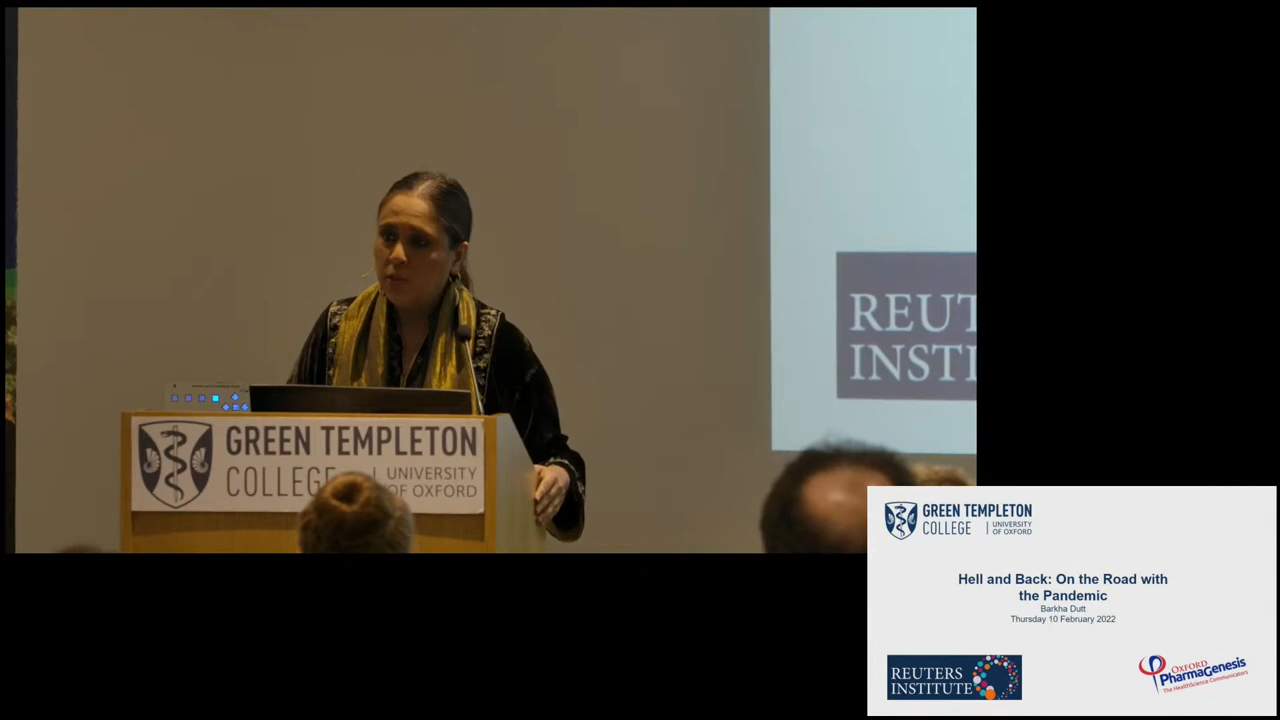 REUT
INSTI
GREEN TEMPLETON
COLLEGE | UNIVERSITY
OF OXFORD
GREEN TEMPLETON
COLLEGE | UNIVERSITY
OF OXFORD
Hell and Back: On the Road with
the Pandemic
Barkha Dutt
Thursday 10 February 2022
REUTERS
INSTITUTE
OXFORD
PharmaGenesis
The HealthScience Communicators